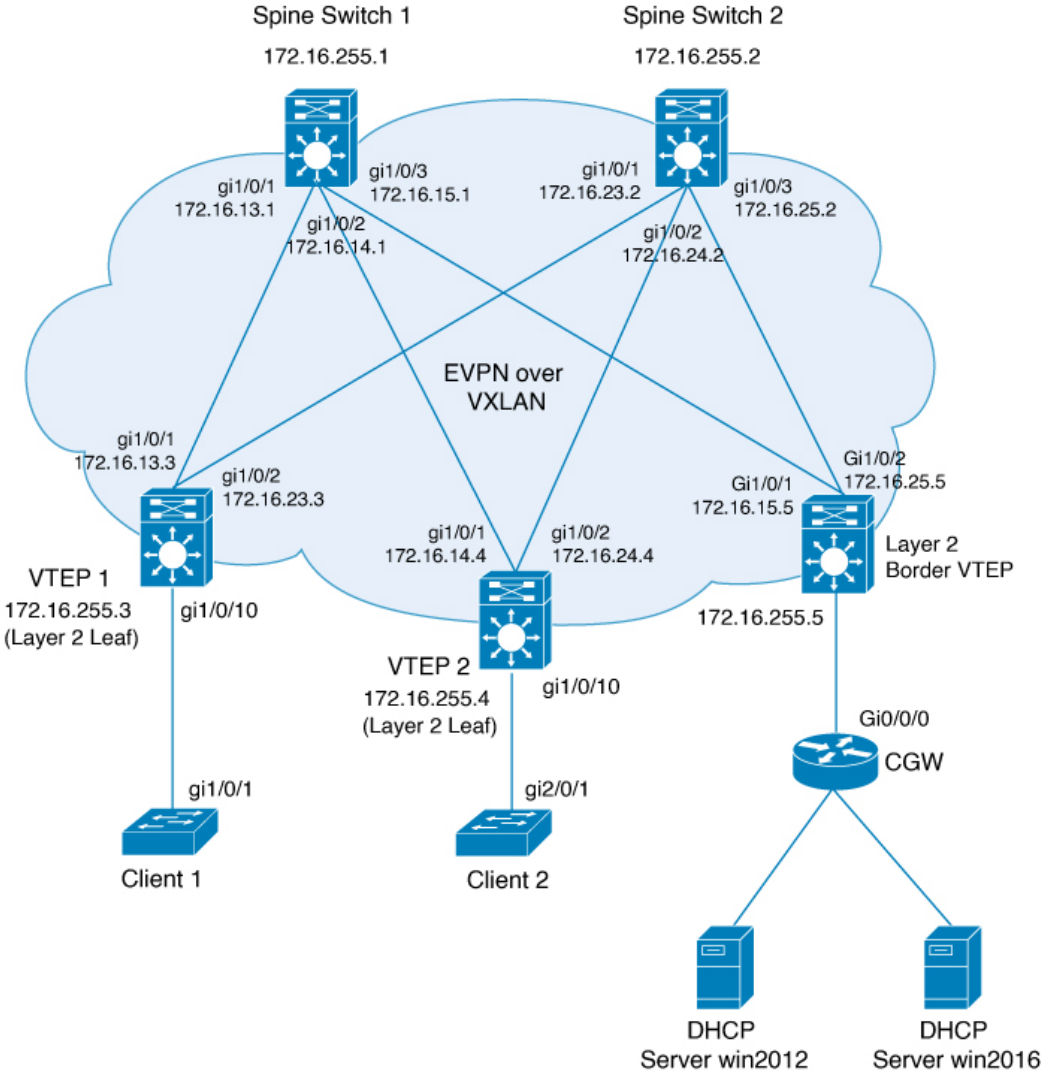 Spine Switch 1
172.16.255.1
Spine Switch 2
172.16.255.2
gi1/0/1
172.16.13.1
gi1/0/3
172.16.15.1
gi1/0/2
172.16.14.1
gi1/0/1
172.16.23.2
gi1/0/3
172.16.25.2
gi1/0/2
172.16.24.2
EVPN over
VXLAN
gi1/0/1
172.16.13.3
gi1/0/2
172.16.23.3
gi1/0/1
172.16.14.4
gi1/0/2
172.16.24.4
Gi1/0/1
172.16.15.5
Gi1/0/2
172.16.25.5
VTEP 1
172.16.255.3
(Layer 2 Leaf)
gi1/0/10
VTEP 2
172.16.255.4
(Layer 2 Leaf)
gi1/0/10
Layer 2
Border VTEP
172.16.255.5
Gi0/0/0
CGW
gi1/0/1
Client 1
gi2/0/1
Client 2
DHCP
Server win2012
DHCP
Server win2016